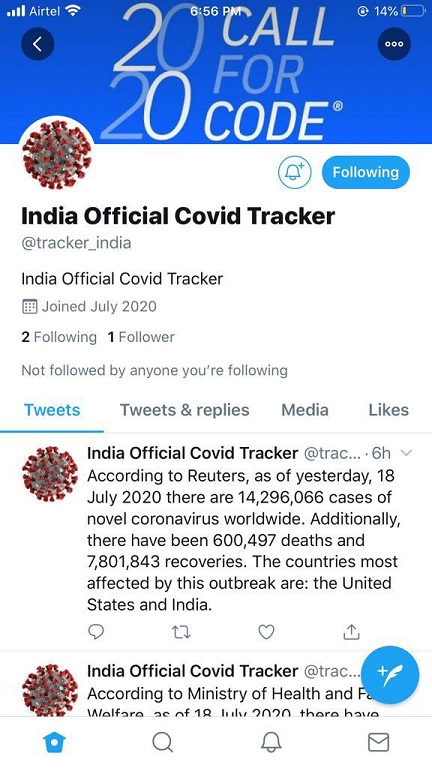 Airtel 6:56 PM 14%
20 CALL
FOR
20 CODE®
Following
India Official Covid Tracker
@tracker_india
India Official Covid Tracker
Joined July 2020
2 Following 1 Follower
Not followed by anyone you're following
Tweets Tweets & replies Media Likes
India Official Covid Tracker @trac... · 6h
According to Reuters, as of yesterday, 18
July 2020 there are 14,296,066 cases of
novel coronavirus worldwide. Additionally,
there have been 600,497 deaths and
7,801,843 recoveries. The countries most
affected by this outbreak are: the United
States and India.
India Official Covid Tracker @trac...
According to Ministry of Health and Fa
Welfare, as of 18 July 2020, there have